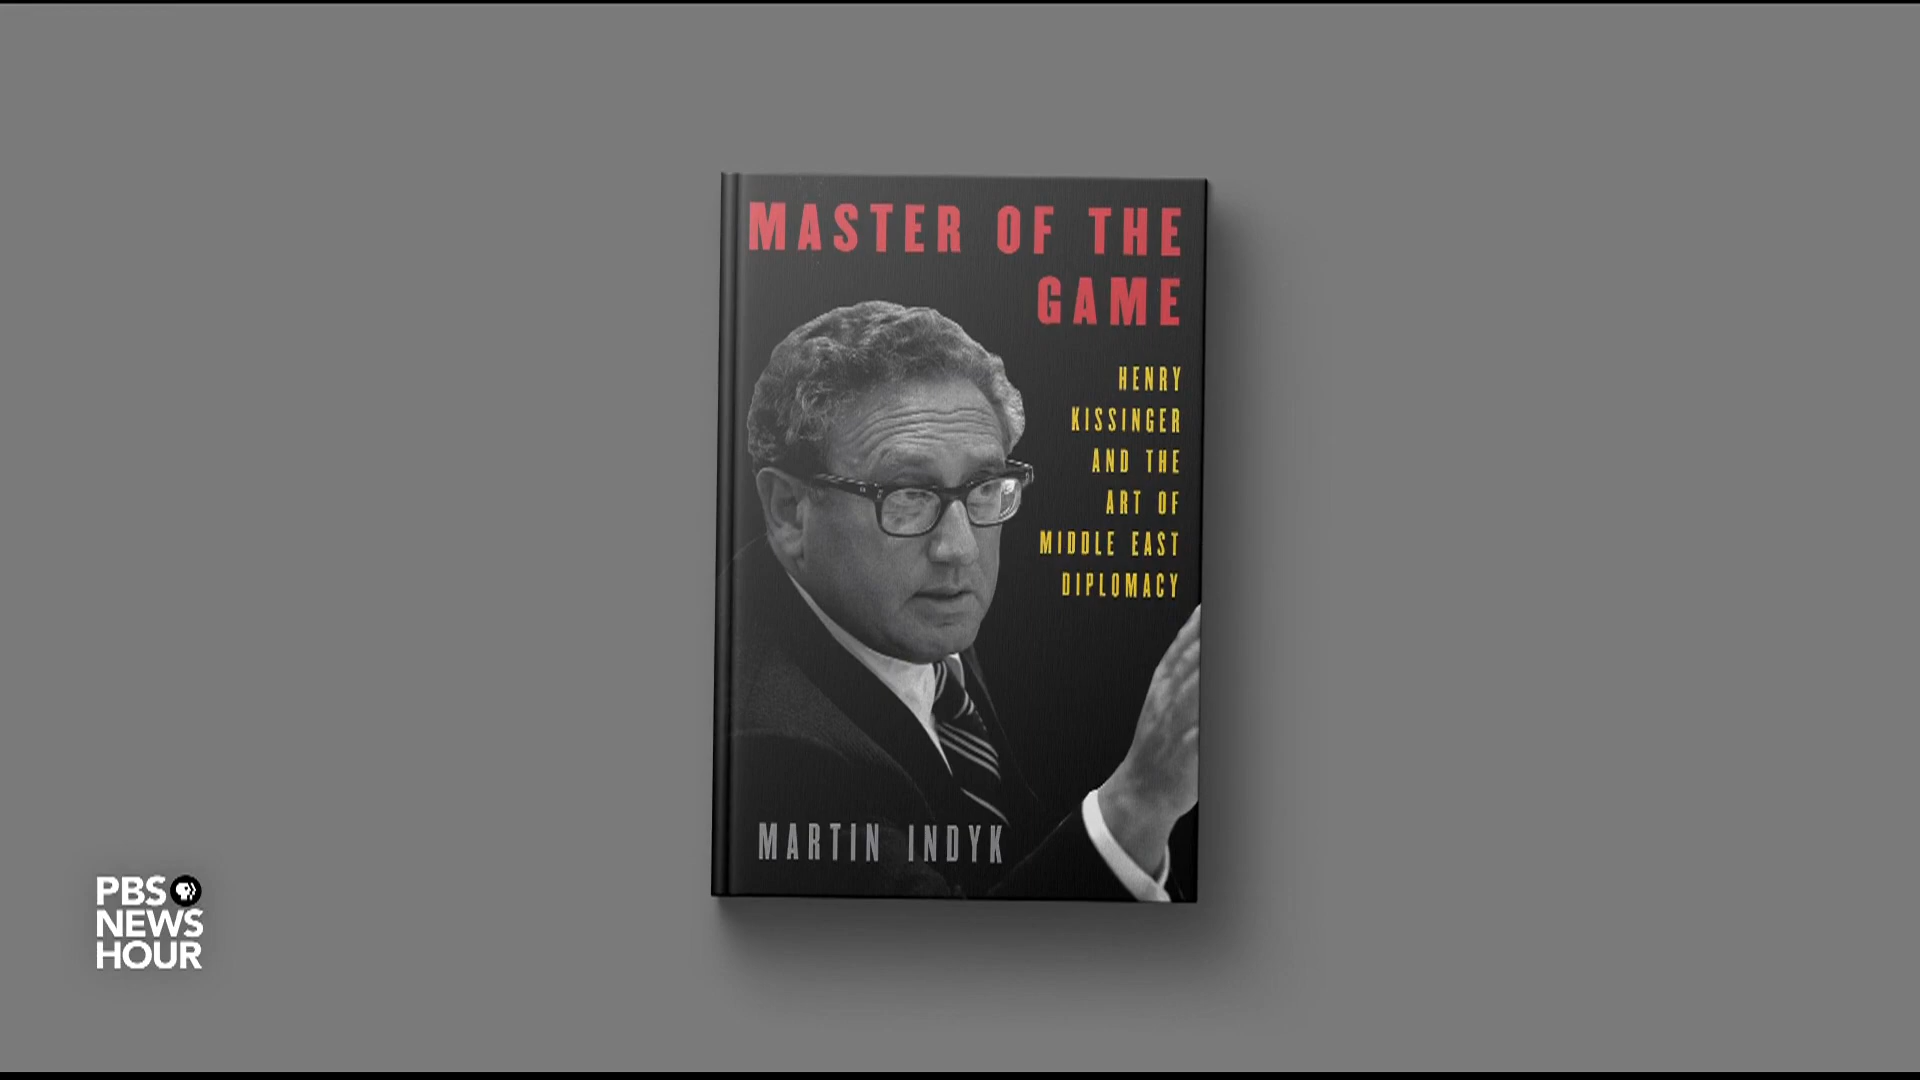 MASTER OF THE
GAME
HENRY
KISSINGER
AND THE
ART OF
MIDDLE EAST
DIPLOMACY
MARTIN INDYK
PBS
NEWS
HOUR